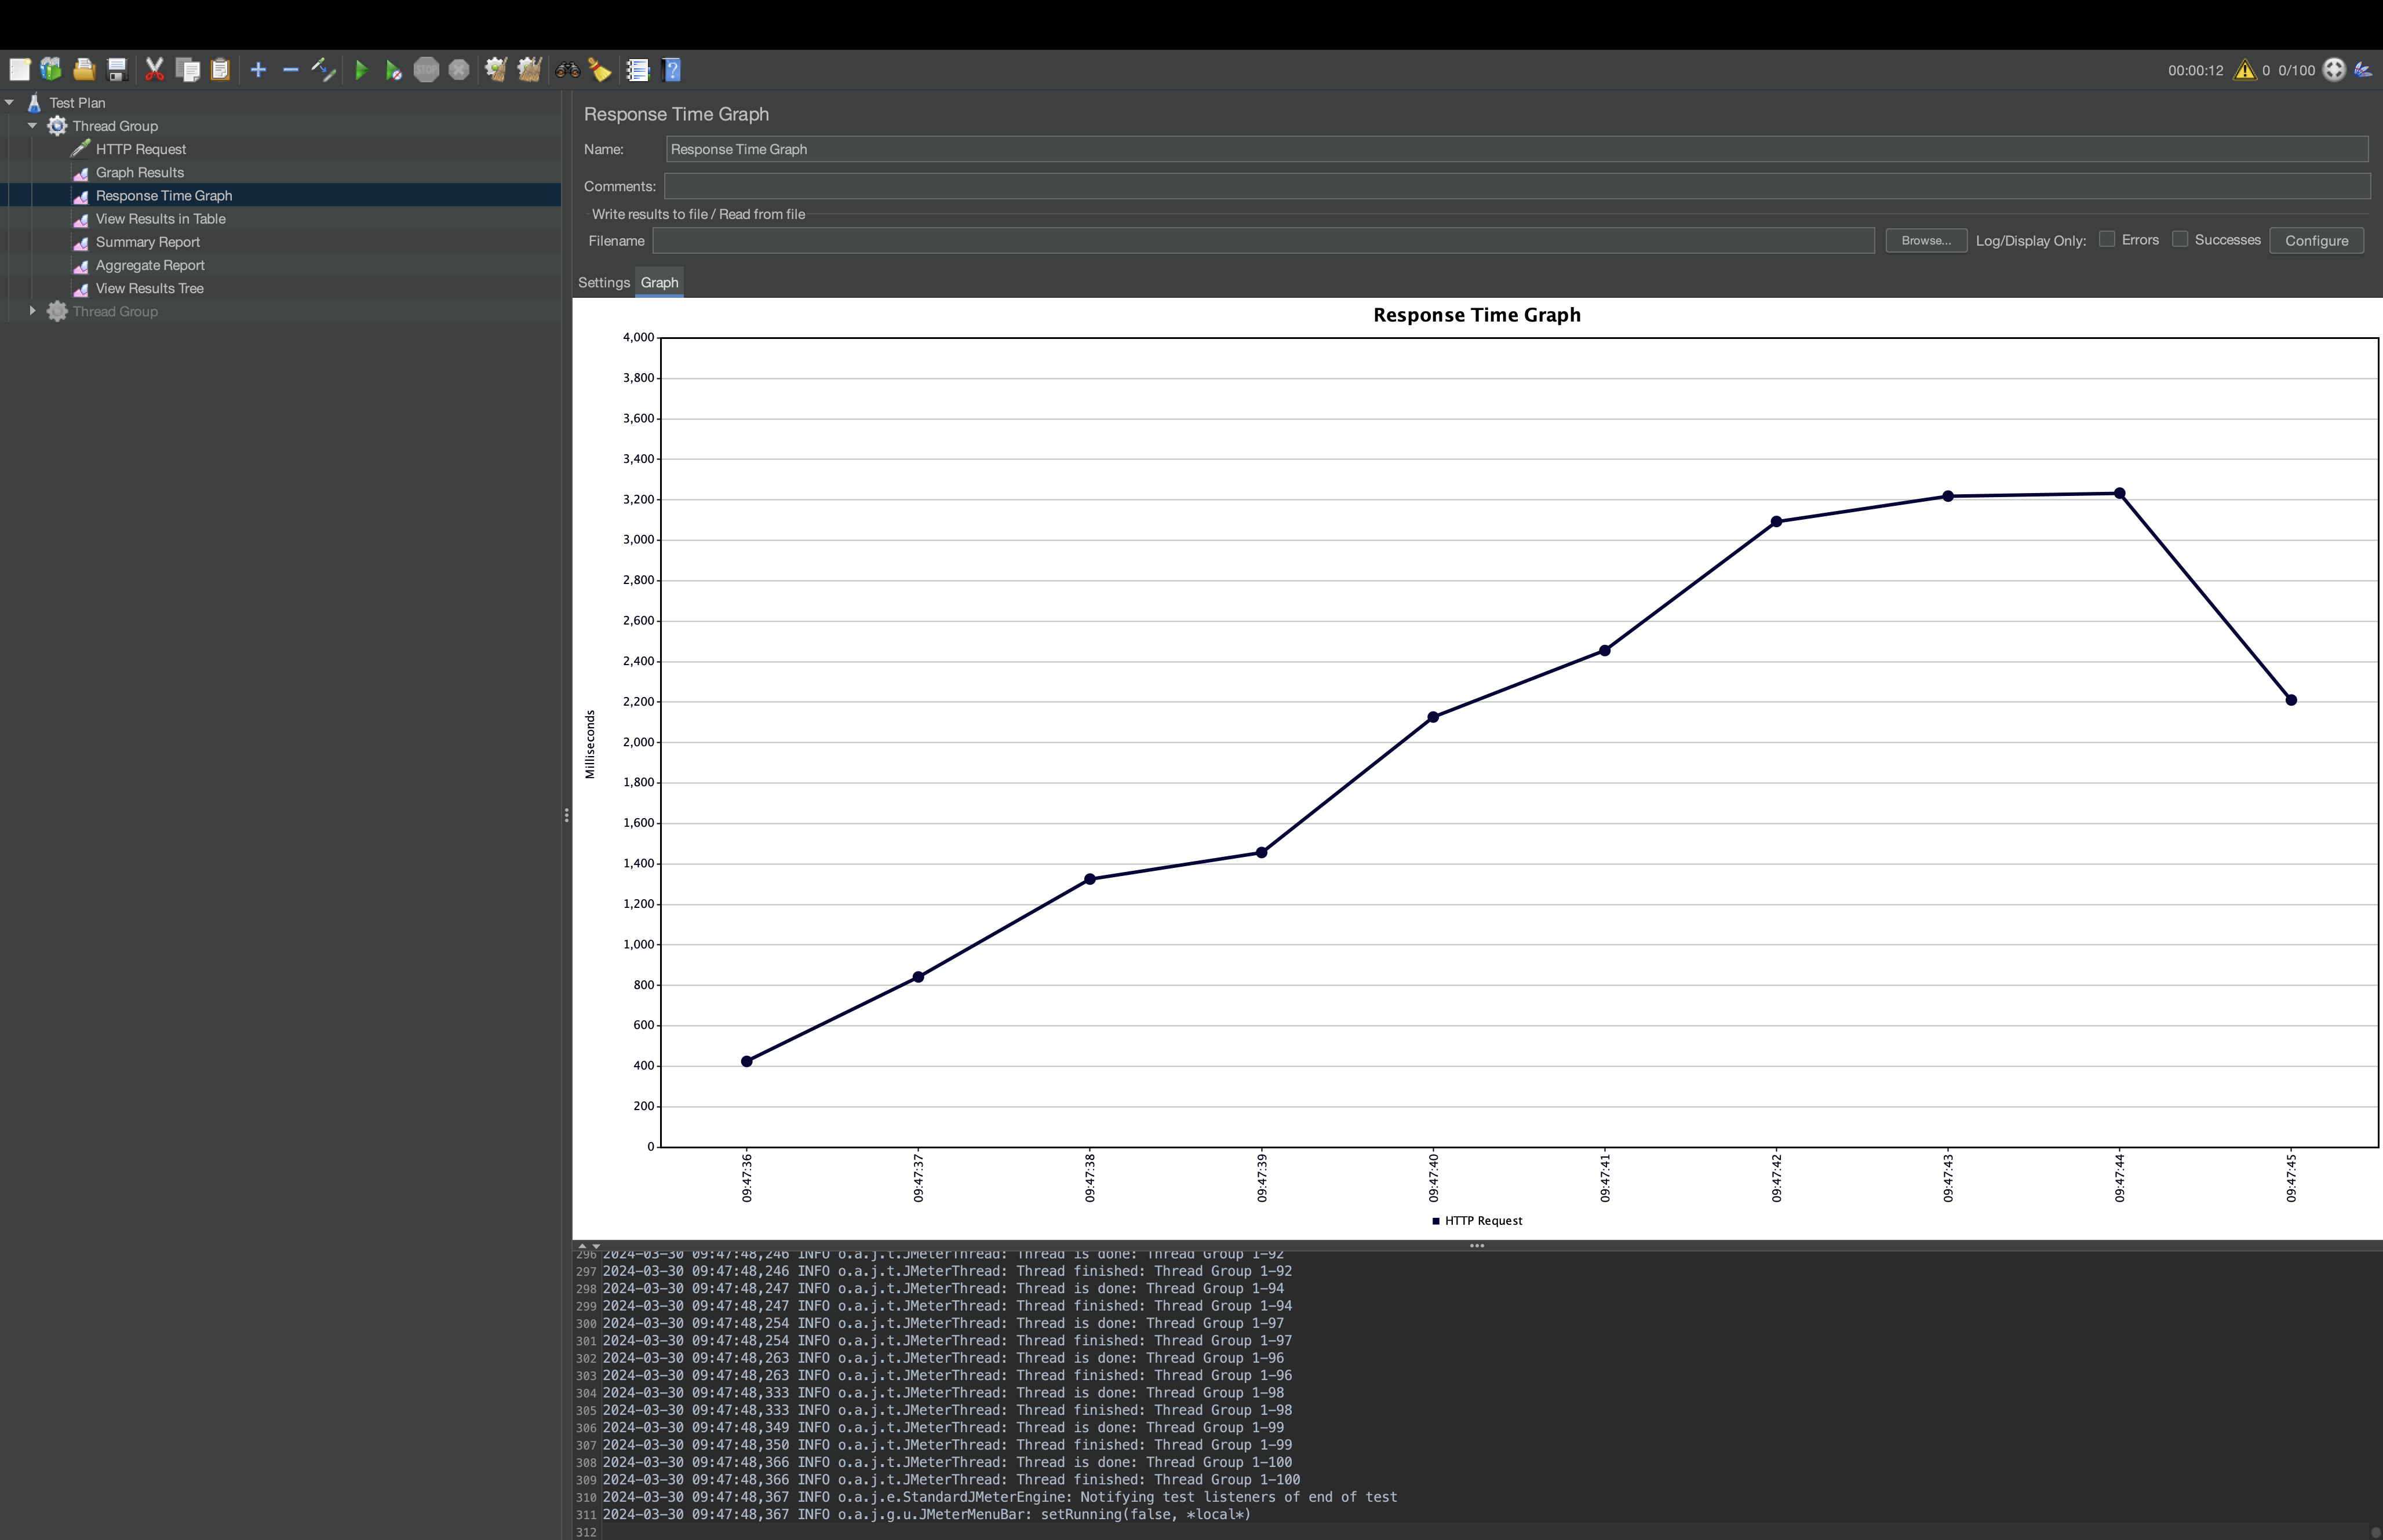 00:00:12 0 0/100
Test Plan
Thread Group
HTTP Request
Graph Results
Response Time Graph
View Results in Table
Summary Report
Aggregate Report
View Results Tree
Thread Group
Response Time Graph
Name: Response Time Graph
Comments:
Write results to file / Read from file
Filename Browse... Log/Display Only: Errors Successes Configure
Settings Graph
Response Time Graph
4,000
3,800
3,600
3,400
3,200
3,000
2,800
2,600
2,400
2,200
2,000
1,800
1,600
1,400
1,200
1,000
800
600
400
200
0
Milliseconds
09:47:36 09:47:37 09:47:38 09:47:39 09:47:40 09:47:41 09:47:42 09:47:43 09:47:44 09:47:45
HTTP Request
296 2024-03-30 09:47:48,246 INFO o.a.j.t.JMeterThread: Thread is done: Thread Group 1-92
297 2024-03-30 09:47:48,246 INFO o.a.j.t.JMeterThread: Thread finished: Thread Group 1-92
298 2024-03-30 09:47:48,247 INFO o.a.j.t.JMeterThread: Thread is done: Thread Group 1-94
299 2024-03-30 09:47:48,247 INFO o.a.j.t.JMeterThread: Thread finished: Thread Group 1-94
300 2024-03-30 09:47:48,254 INFO o.a.j.t.JMeterThread: Thread is done: Thread Group 1-97
301 2024-03-30 09:47:48,254 INFO o.a.j.t.JMeterThread: Thread finished: Thread Group 1-97
302 2024-03-30 09:47:48,263 INFO o.a.j.t.JMeterThread: Thread is done: Thread Group 1-96
303 2024-03-30 09:47:48,263 INFO o.a.j.t.JMeterThread: Thread finished: Thread Group 1-96
304 2024-03-30 09:47:48,333 INFO o.a.j.t.JMeterThread: Thread is done: Thread Group 1-98
305 2024-03-30 09:47:48,333 INFO o.a.j.t.JMeterThread: Thread finished: Thread Group 1-98
306 2024-03-30 09:47:48,349 INFO o.a.j.t.JMeterThread: Thread is done: Thread Group 1-99
307 2024-03-30 09:47:48,350 INFO o.a.j.t.JMeterThread: Thread finished: Thread Group 1-99
308 2024-03-30 09:47:48,366 INFO o.a.j.t.JMeterThread: Thread is done: Thread Group 1-100
309 2024-03-30 09:47:48,366 INFO o.a.j.t.JMeterThread: Thread finished: Thread Group 1-100
310 2024-03-30 09:47:48,367 INFO o.a.j.e.StandardJMeterEngine: Notifying test listeners of end of test
311 2024-03-30 09:47:48,367 INFO o.a.j.g.u.JMeterMenuBar: setRunning(false, *local*)
312